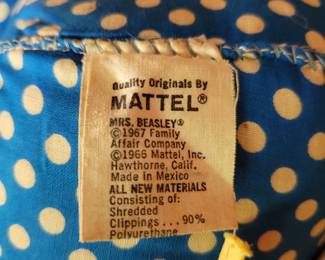 Quality Originals By
MATTEL®
MRS. BEASLEY®
©1967 Family
Affair Company
©1966 Mattel, Inc.
Hawthorne, Calif.
Made in Mexico
ALL NEW MATERIALS
Consisting of:
Shredded
Clippings . . . 90%
Polyurethane